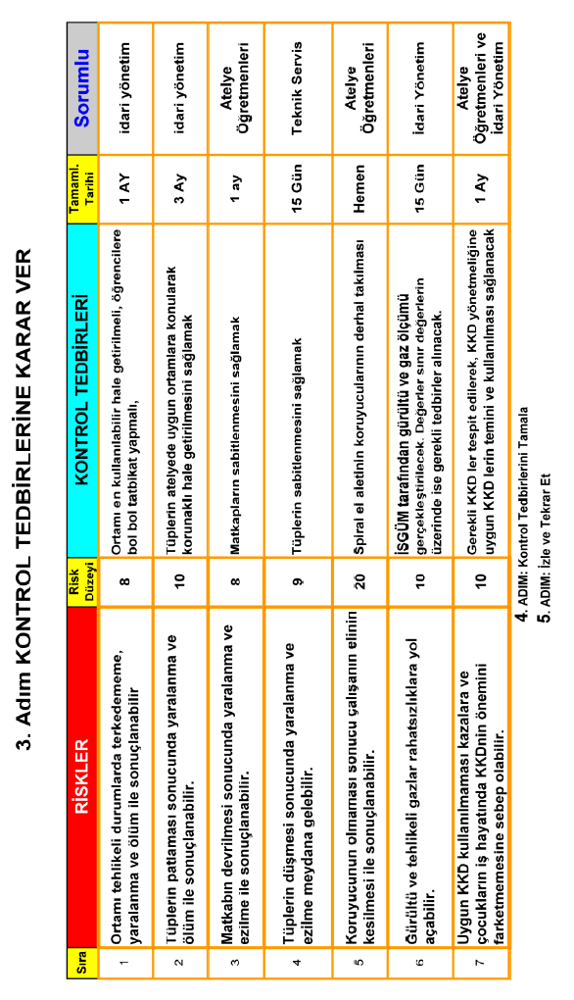 3. Adım KONTROL TEDBİRLERİNE KARAR VER
Sıra
RİSKLER
Risk
Düzeyi
KONTROL TEDBİRLERİ
Tamaml.
Tarihi
Sorumlu
1
Ortamı tehlikeli durumlarda terkedememe,
yaralanma ve ölüm ile sonuçlanabilir
8
Ortamı en kullanılabilir hale getirilmeli, öğrencilere
bol bol tatbikat yapmalı,
1 AY
idari yönetim
2
Tüplerin patlaması sonucunda yaralanma ve
ölüm ile sonuçlanabilir.
10
Tüplerin atelyede uygun ortamlara konularak
korunaklı hale getirilmesini sağlamak
3 Ay
idari yönetim
3
Matkabın devrilmesi sonucunda yaralanma ve
ezilme ile sonuçlanabilir.
8
Matkapların sabitlenmesini sağlamak
1 ay
Atelye
Öğretmenleri
4
Tüplerin düşmesi sonucunda yaralanma ve
ezilme meydana gelebilir.
9
Tüplerin sabitlenmesini sağlamak
15 Gün
Teknik Servis
5
Koruyucunun olmaması sonucu çalışanın elinin
kesilmesi ile sonuçlanabilir.
20
Spiral el aletinin koruyucularının derhal takılması
Hemen
Atelye
Öğretmenleri
6
Gürültü ve tehlikeli gazlar rahatsızlıklara yol
açabilir.
10
İSGÜM tarafından gürültü ve gaz ölçümü
gerçekleştirilecek. Değerler sınır değerlerin
üzerinde ise gerekli tedbirler alınacak.
15 Gün
İdari Yönetim
7
Uygun KKD kullanılmaması kazalara ve
çocukların iş hayatında KKDnin önemini
farketmemesine sebep olabilir.
10
Gerekli KKD ler tespit edilerek, KKD yönetmeliğine
uygun KKD lerin temini ve kullanılması sağlanacak
1 Ay
Atelye
Öğretmenleri ve
İdari Yönetim
4. ADIM: Kontrol Tedbirlerini Tamala
5. ADIM: İzle ve Tekrar Et